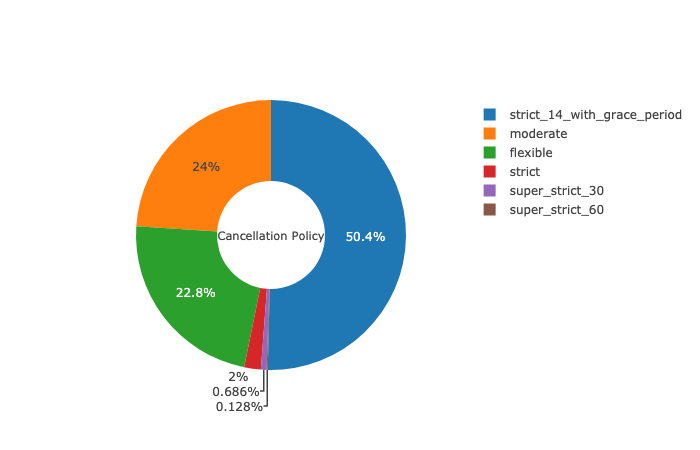 strict_14_with_grace_period
moderate
flexible
strict
super_strict_30
super_strict_60
24%
Cancellation Policy
50.4%
22.8%
2%
0.686%
0.128%